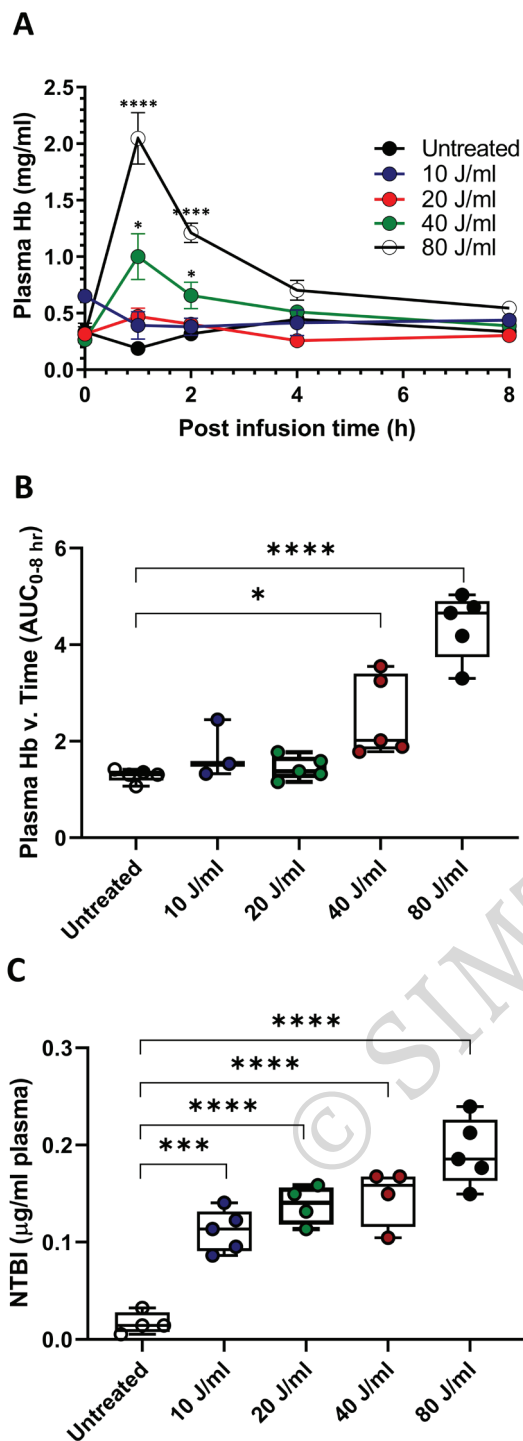 A
Plasma Hb (mg/ml)
2.5
2.0
1.5
1.0
0.5
0.0
****
*
****
*
Untreated
10 J/ml
20 J/ml
40 J/ml
80 J/ml
0 2 4 6 8
Post infusion time (h)
B
Plasma Hb v. Time (AUC0-8 hr)
6
4
2
0
****
*
Untreated
10 J/ml
20 J/ml
40 J/ml
80 J/ml
C
NTBI (μg/ml plasma)
0.3
0.2
0.1
0.0
****
****
****
***
Untreated
10 J/ml
20 J/ml
40 J/ml
80 J/ml